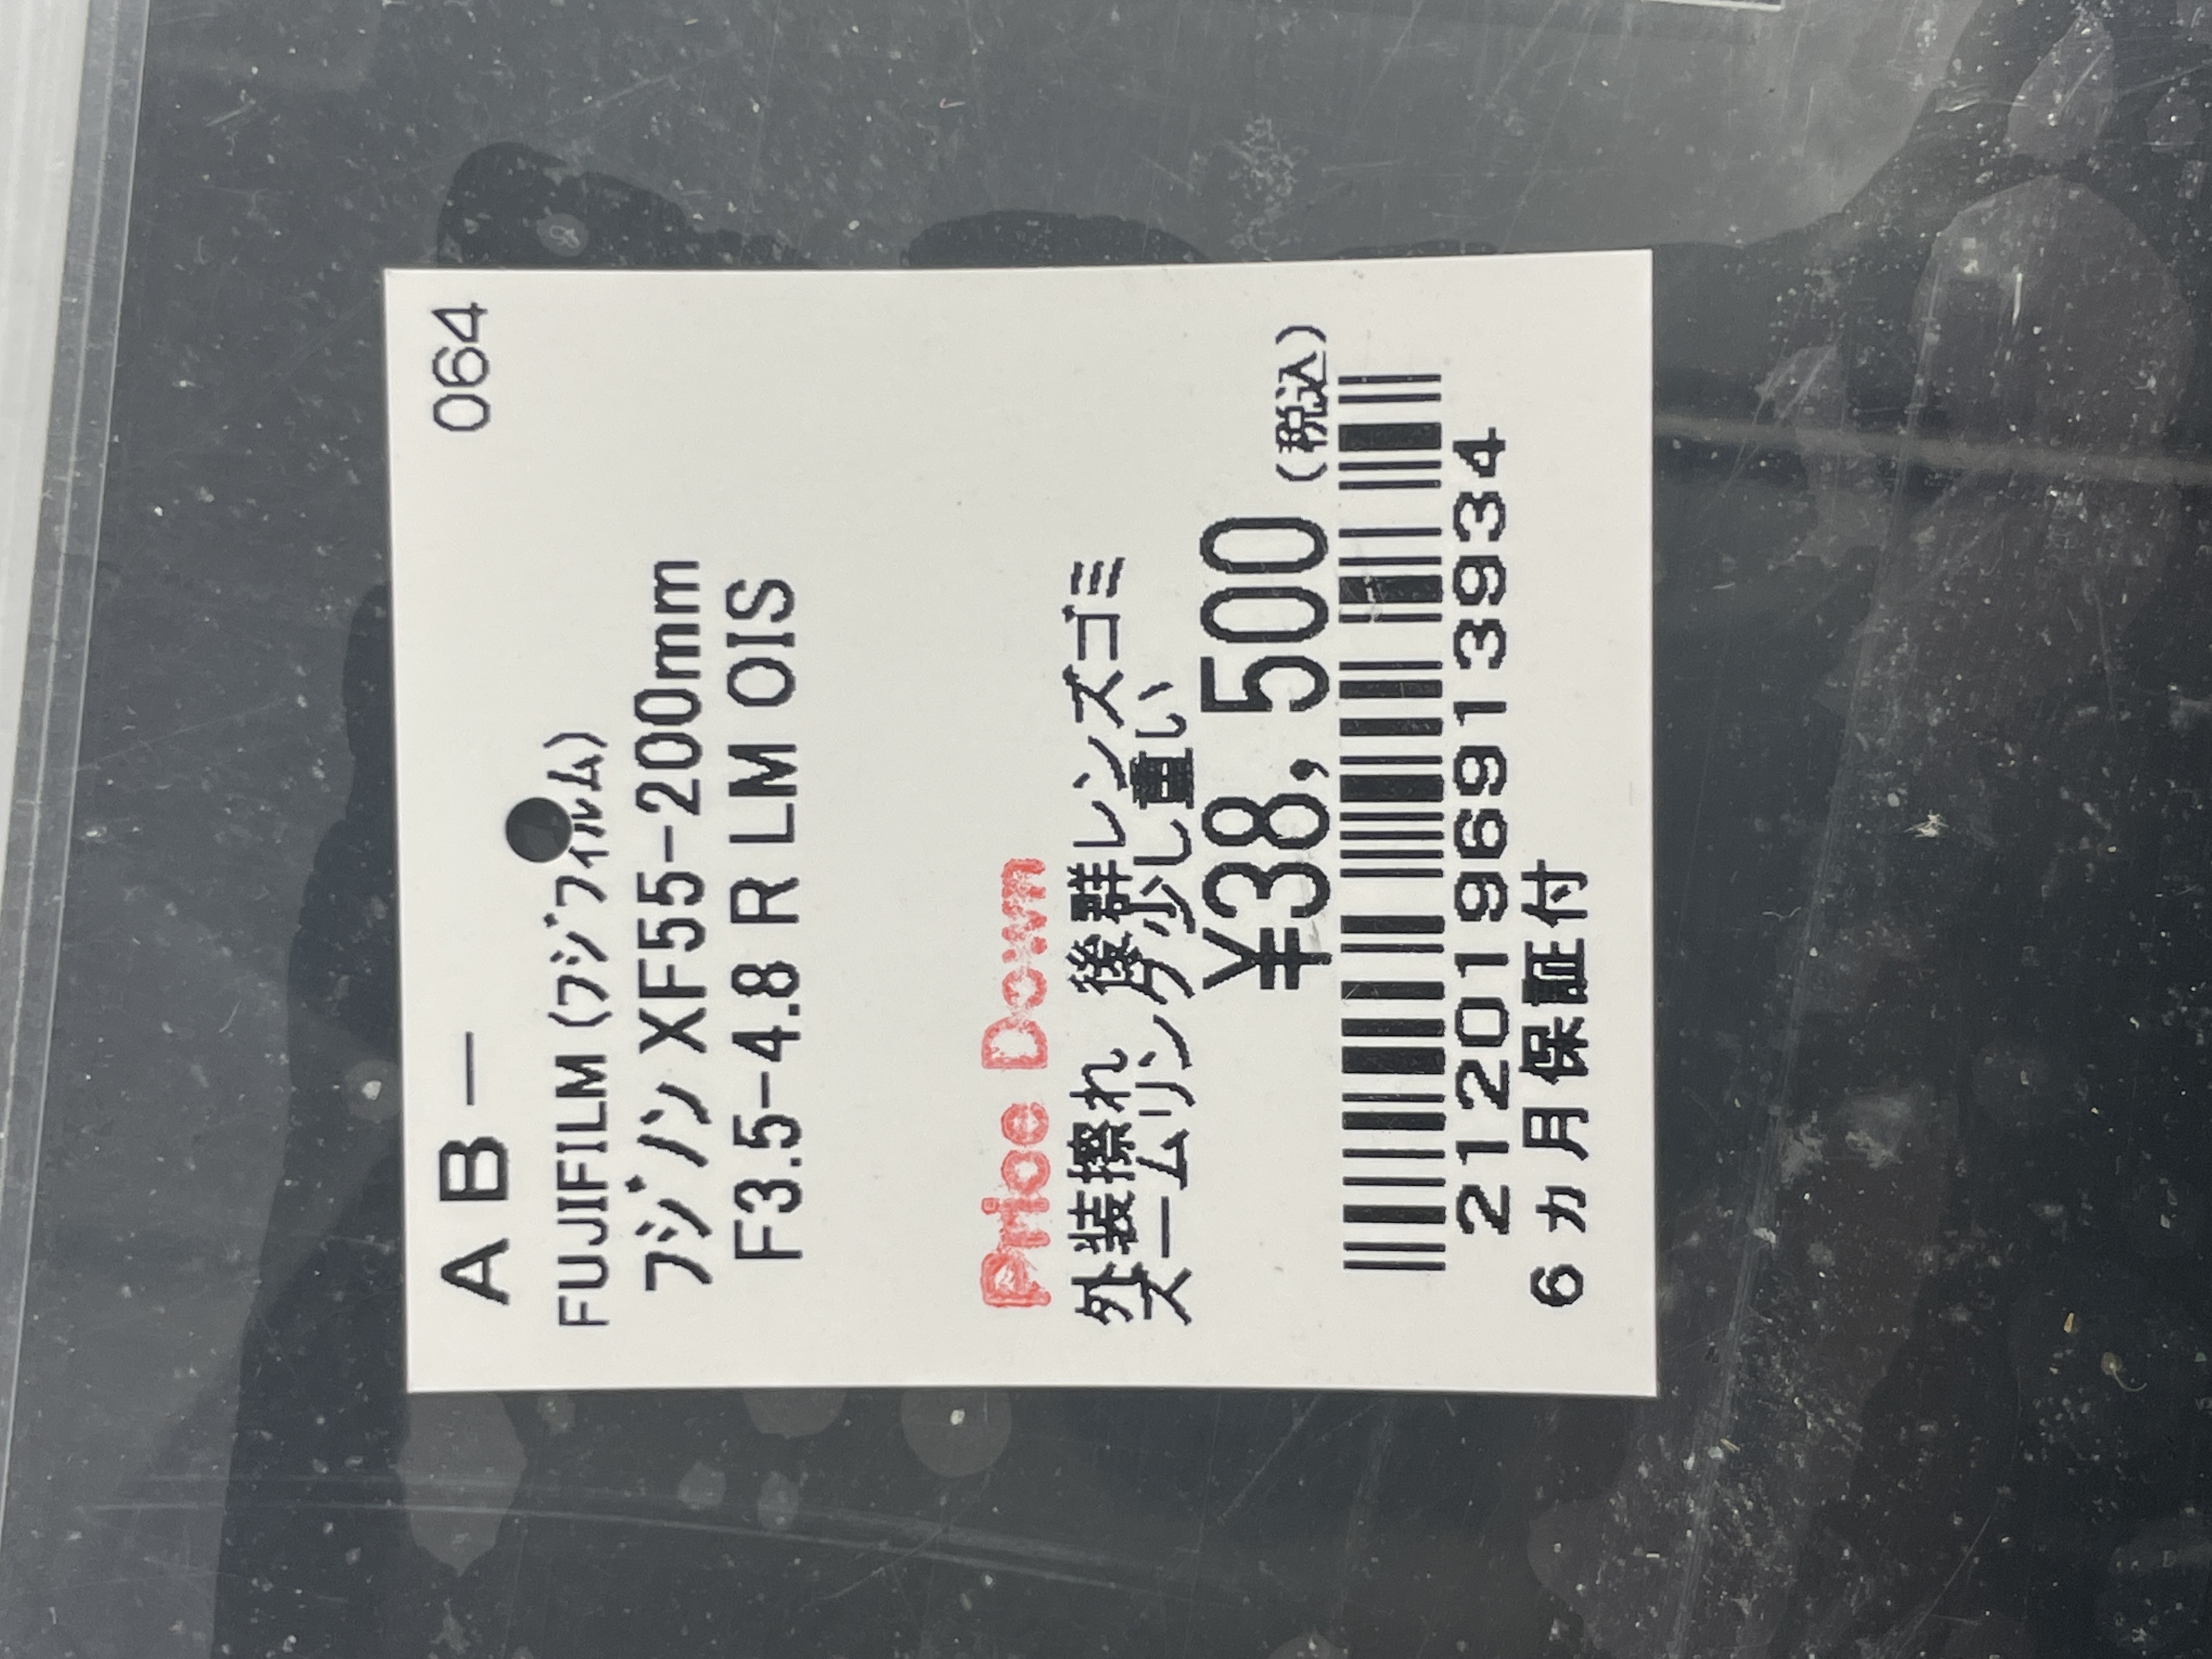 AB－ 064
FUJIFILM (フジフィルム)
フジノン XF55-200mm
F3.5-4.8 R LM OIS
Price Down
外装擦れ 後群レンズゴミ
ズームリング少し重い
¥38,500 (税込)
2120196913934
6カ月保証付